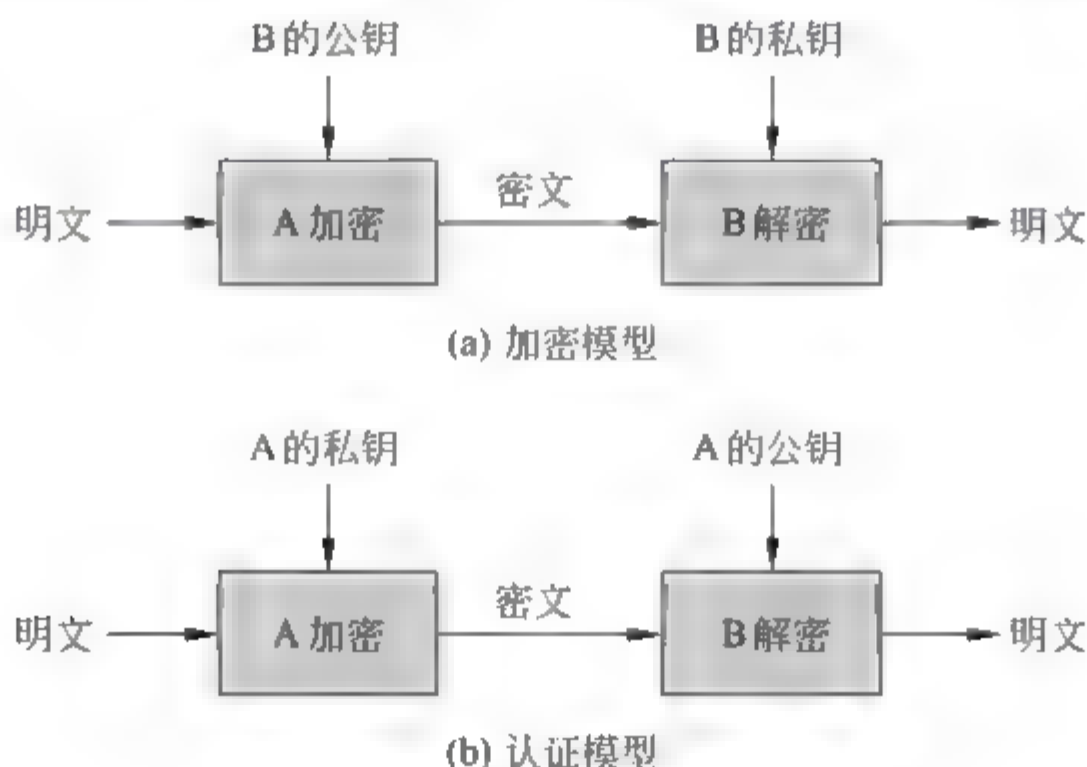 B的公钥 B的私钥
明文 A加密 密文 B解密 明文
(a) 加密模型
A的私钥 A的公钥
明文 A加密 密文 B解密 明文
(b) 认证模型